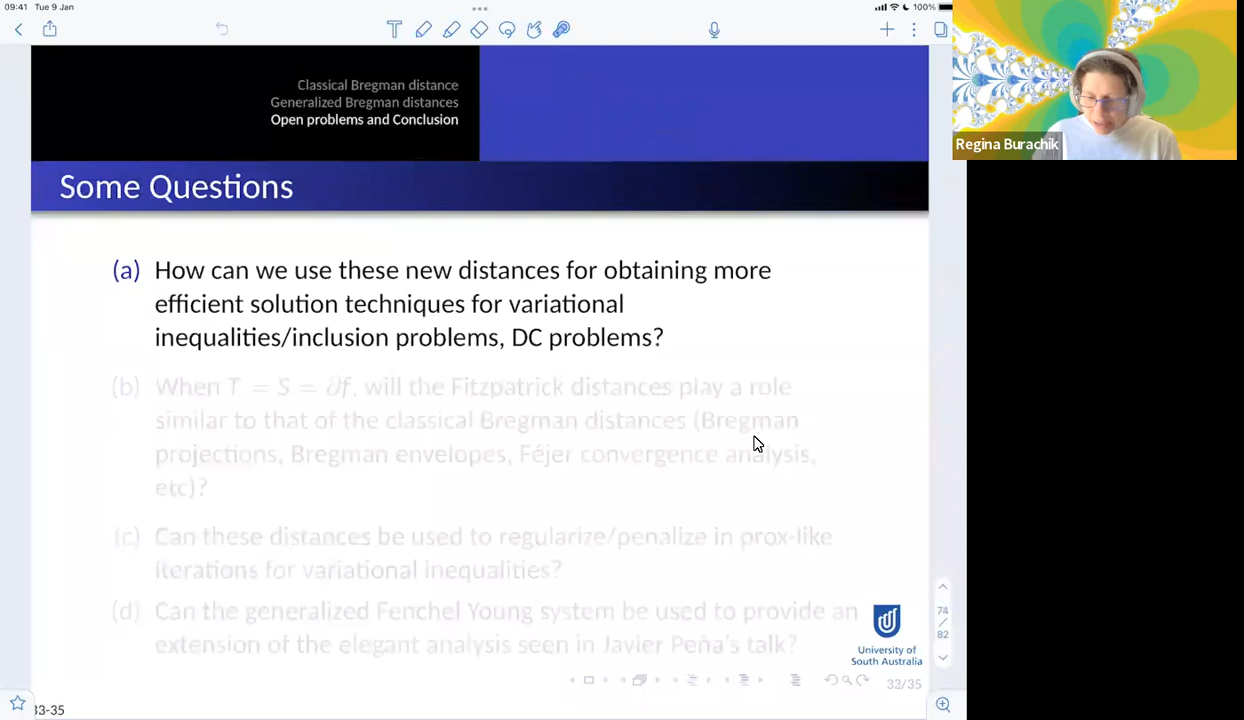 09:41 Tue 9 Jan
100%
Classical Bregman distance
Generalized Bregman distances
Open problems and Conclusion
Regina Burachik
Some Questions
(a) How can we use these new distances for obtaining more
efficient solution techniques for variational
inequalities/inclusion problems, DC problems?
(b) When T = S = ∂f, will the Fitzpatrick distances play a role
similar to that of the classical Bregman distances (Bregman
projections, Bregman envelopes, Féjer convergence analysis,
etc)?
(c) Can these distances be used to regularize/penalize in prox-like
iterations for variational inequalities?
(d) Can the generalized Fenchel Young system be used to provide an
extension of the elegant analysis seen in Javier Peña's talk?
74
/
82
University of
South Australia
33/35
33-35